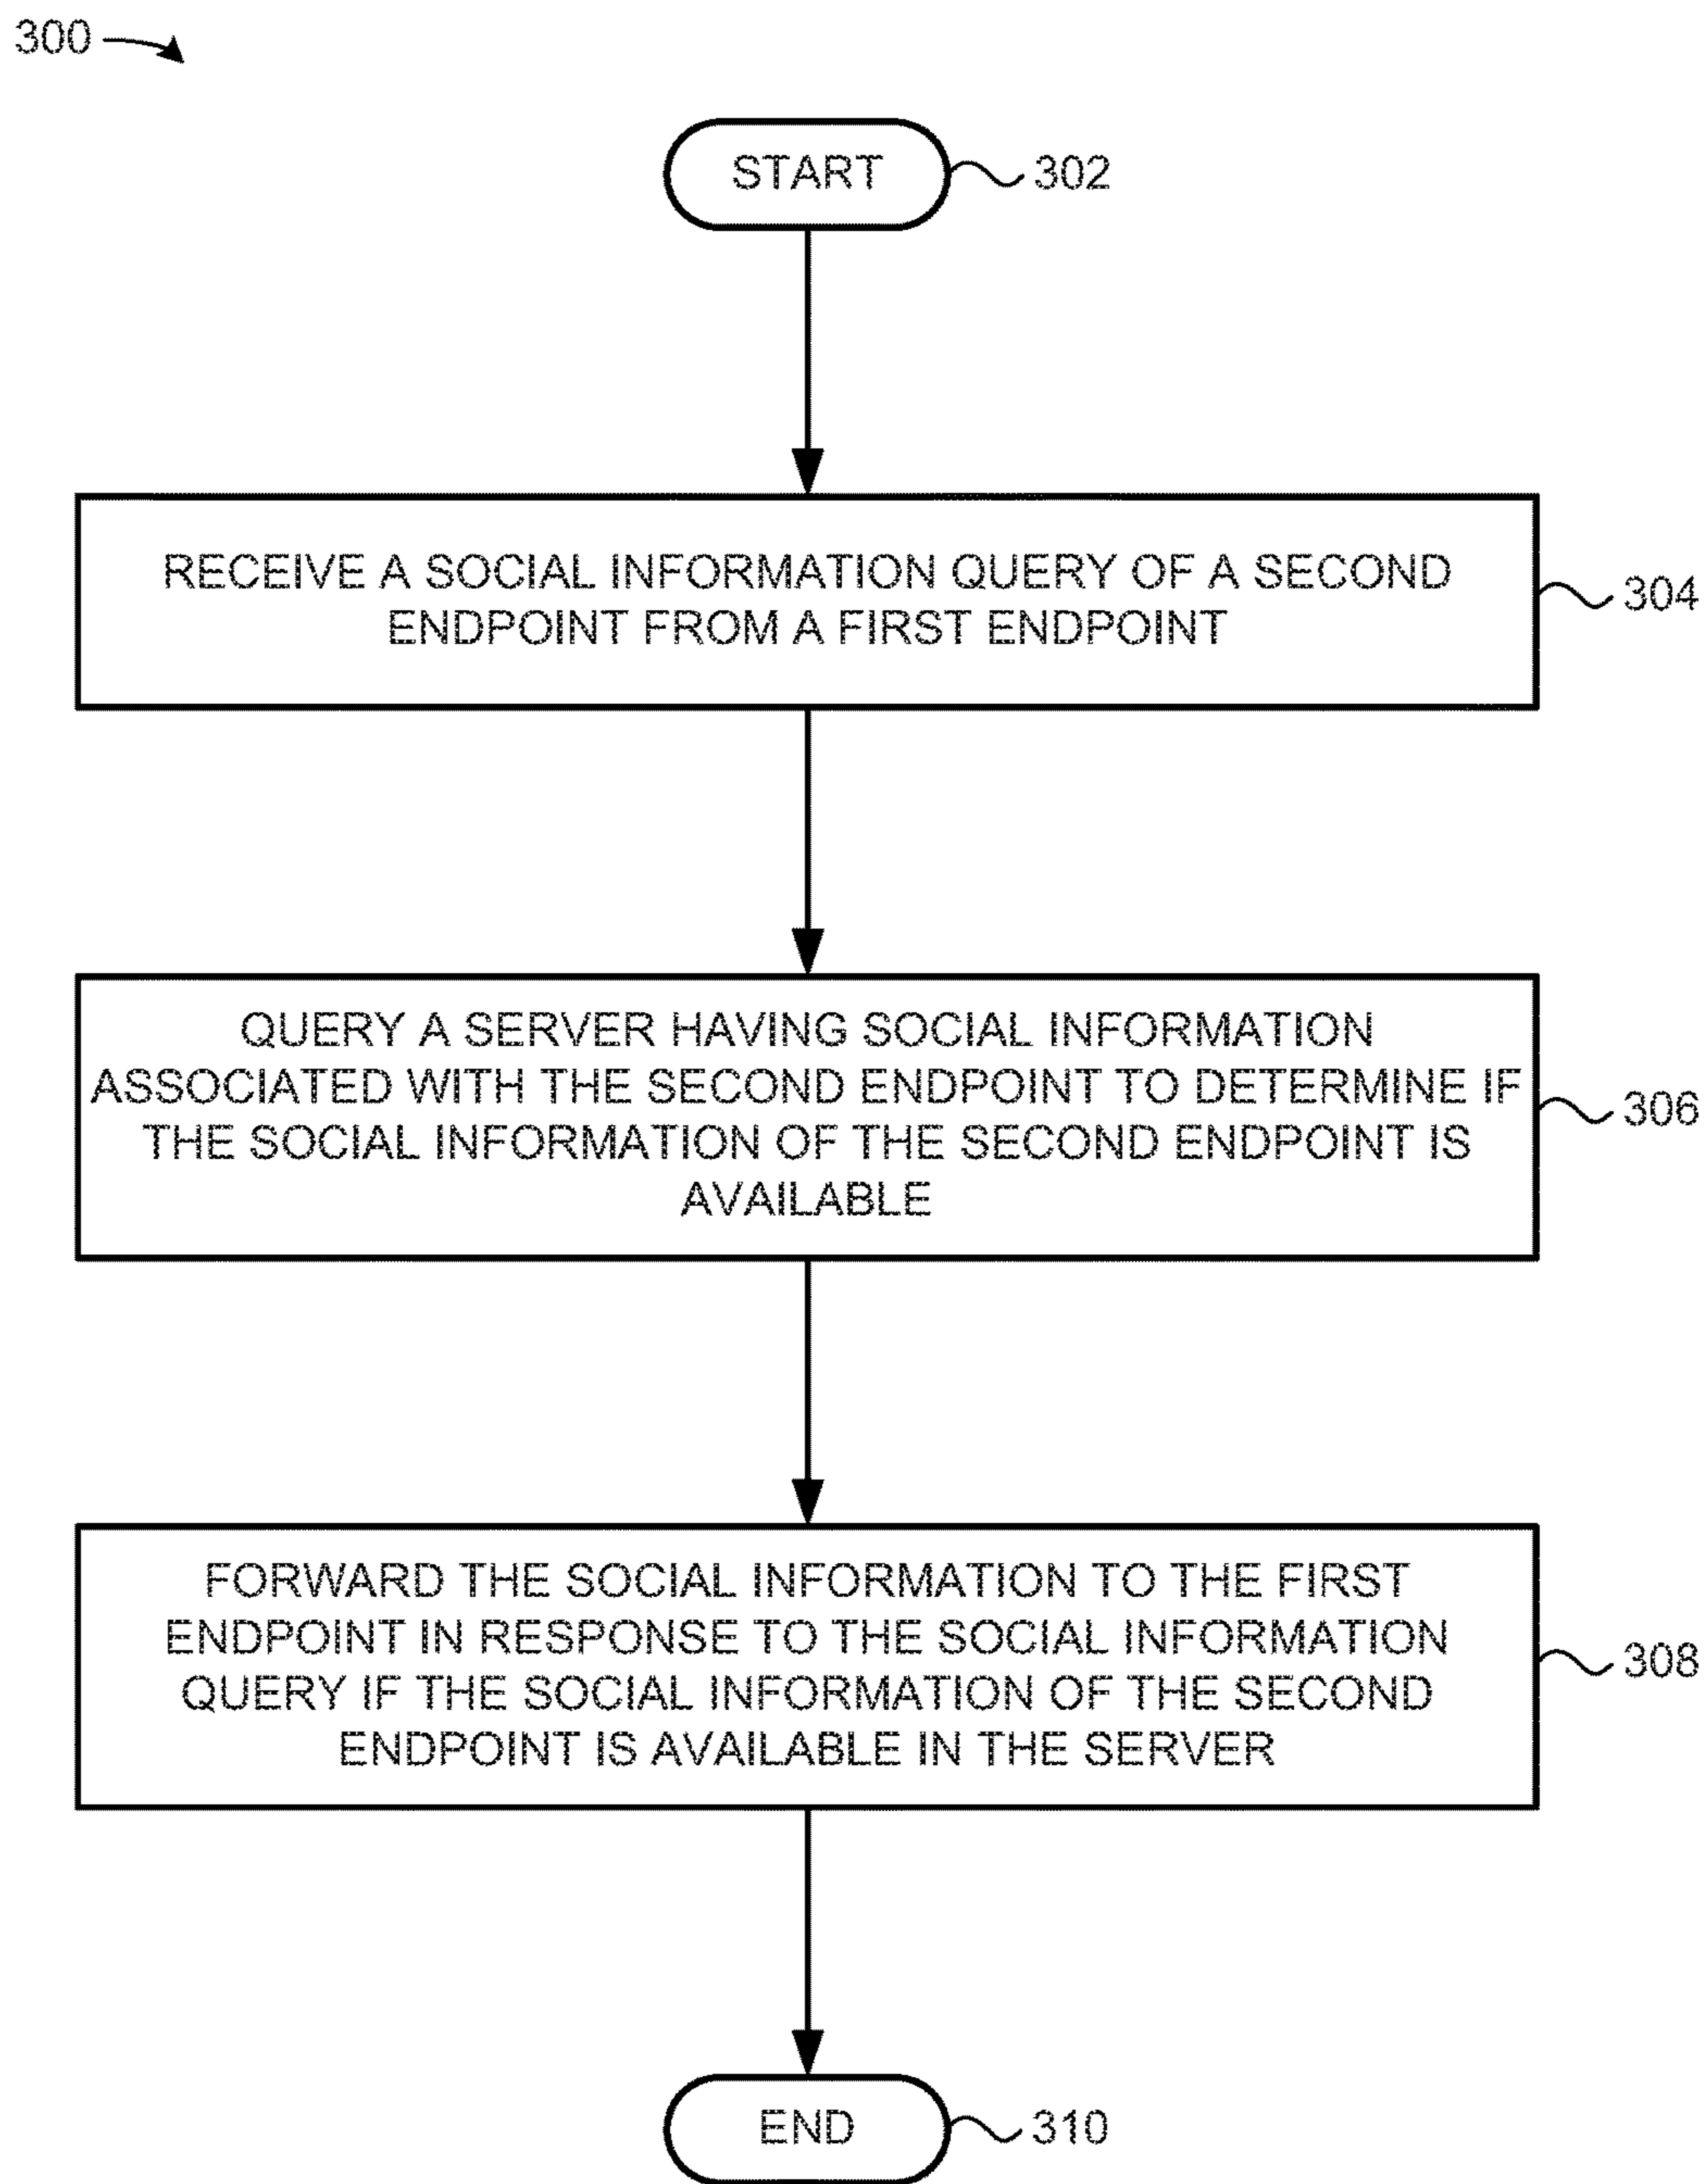 300
START
302
RECEIVE A SOCIAL INFORMATION QUERY OF A SECOND
ENDPOINT FROM A FIRST ENDPOINT
304
QUERY A SERVER HAVING SOCIAL INFORMATION
ASSOCIATED WITH THE SECOND ENDPOINT TO DETERMINE IF
THE SOCIAL INFORMATION OF THE SECOND ENDPOINT IS
AVAILABLE
306
FORWARD THE SOCIAL INFORMATION TO THE FIRST
ENDPOINT IN RESPONSE TO THE SOCIAL INFORMATION
QUERY IF THE SOCIAL INFORMATION OF THE SECOND
ENDPOINT IS AVAILABLE IN THE SERVER
308
END
310